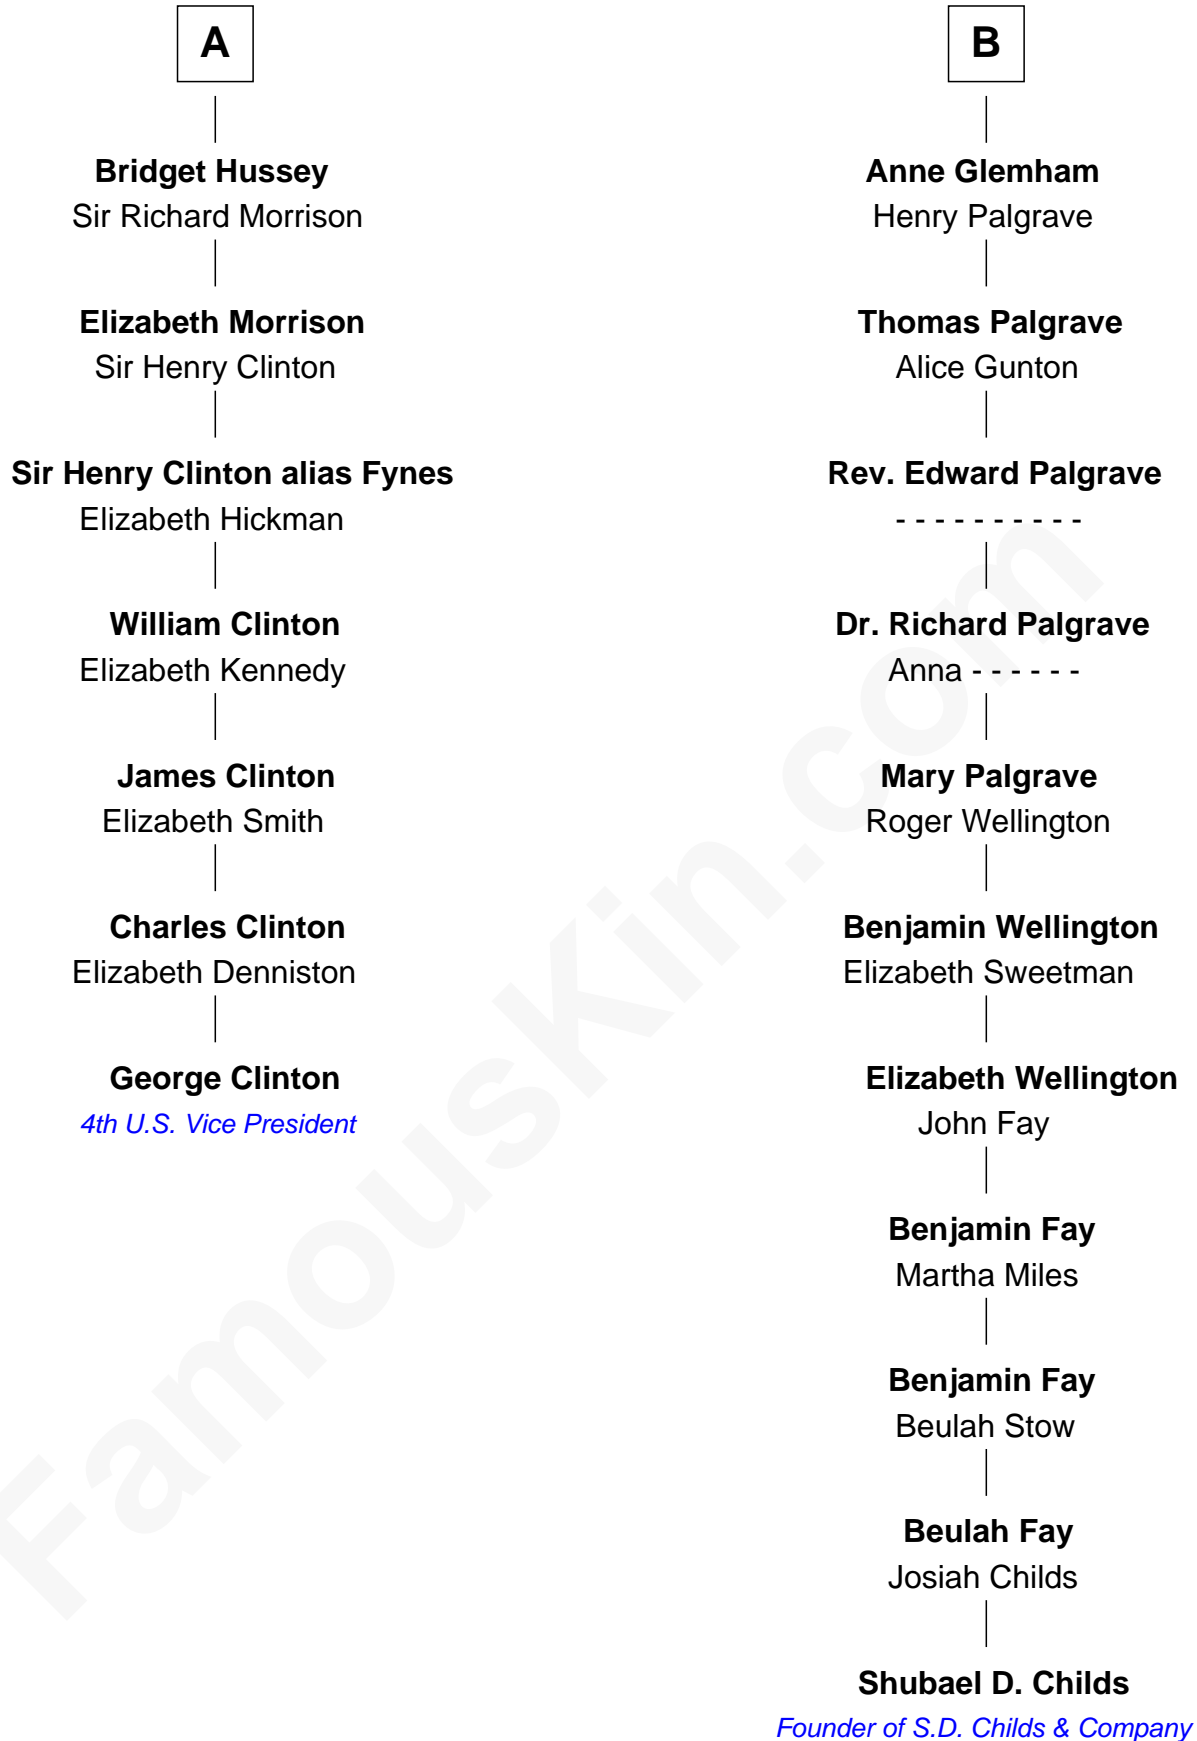 A
Bridget Hussey
Sir Richard Morrison
Elizabeth Morrison
Sir Henry Clinton
Sir Henry Clinton alias Fynes
Elizabeth Hickman
William Clinton
Elizabeth Kennedy
James Clinton
Elizabeth Smith
Charles Clinton
Elizabeth Denniston
George Clinton
4th U.S. Vice President
B
Anne Glemham
Henry Palgrave
Thomas Palgrave
Alice Gunton
Rev. Edward Palgrave
- - - - - - - - - -
Dr. Richard Palgrave
Anna - - - - - -
Mary Palgrave
Roger Wellington
Benjamin Wellington
Elizabeth Sweetman
Elizabeth Wellington
John Fay
Benjamin Fay
Martha Miles
Benjamin Fay
Beulah Stow
Beulah Fay
Josiah Childs
Shubael D. Childs
Founder of S.D. Childs & Company
FamousKin.com